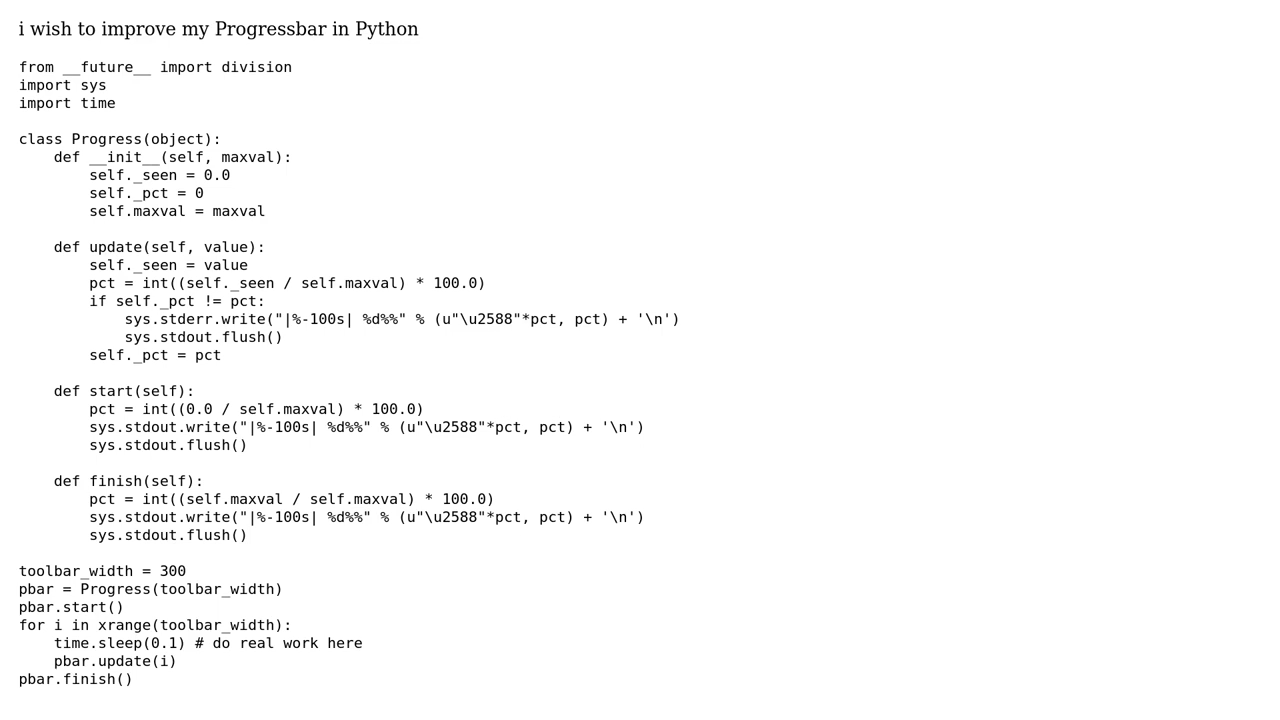 i wish to improve my Progressbar in Python
from __future__ import division
import sys
import time

class Progress(object):
    def __init__(self, maxval):
        self._seen = 0.0
        self._pct = 0
        self.maxval = maxval

    def update(self, value):
        self._seen = value
        pct = int((self._seen / self.maxval) * 100.0)
        if self._pct != pct:
            sys.stderr.write("|%-100s| %d%%" % (u"\u2588"*pct, pct) + '\n')
            sys.stdout.flush()
        self._pct = pct

    def start(self):
        pct = int((0.0 / self.maxval) * 100.0)
        sys.stdout.write("|%-100s| %d%%" % (u"\u2588"*pct, pct) + '\n')
        sys.stdout.flush()

    def finish(self):
        pct = int((self.maxval / self.maxval) * 100.0)
        sys.stdout.write("|%-100s| %d%%" % (u"\u2588"*pct, pct) + '\n')
        sys.stdout.flush()

toolbar_width = 300
pbar = Progress(toolbar_width)
pbar.start()
for i in xrange(toolbar_width):
    time.sleep(0.1) # do real work here
    pbar.update(i)
pbar.finish()